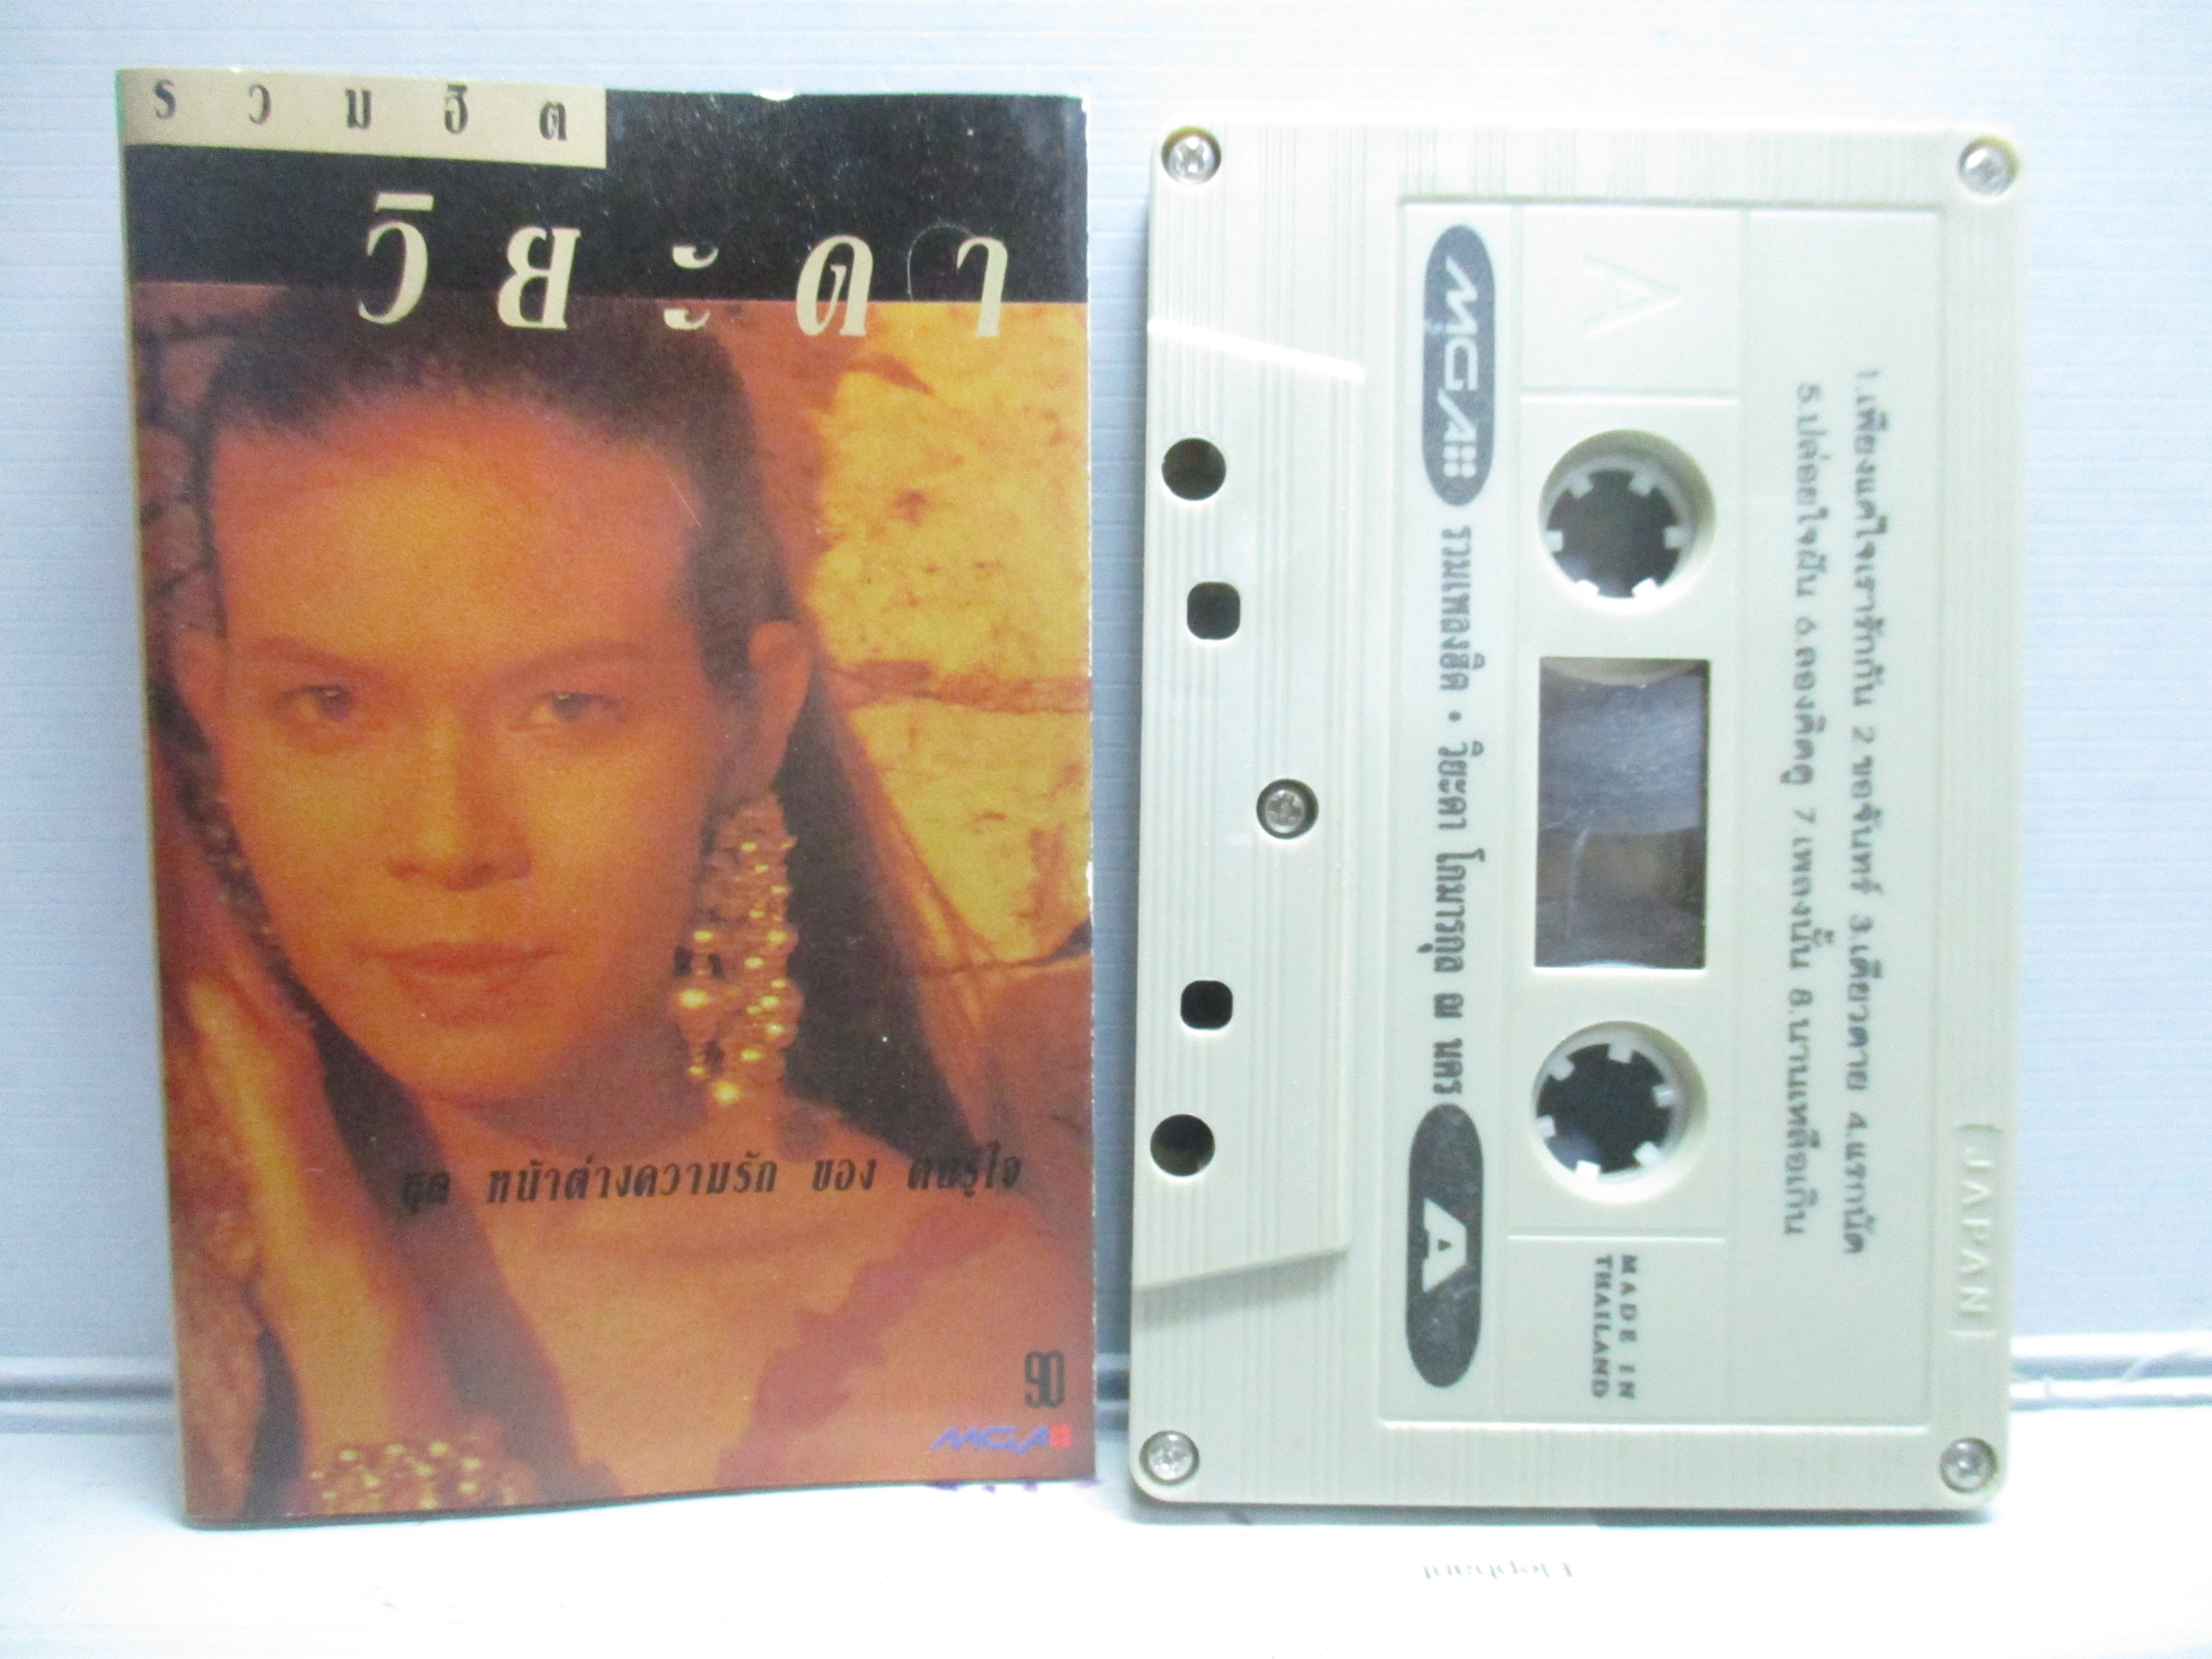 รวมฮิต
วิยะดา
ชุด หน้าต่างความรัก ของ คนรู้ใจ
90
MGA
MGA รวมเพลงฮิต • วิยะดา โกมารกุล ณ นคร A
A
MADE IN
THAILAND
1.เพียงแค่ใจเรารักกัน 2.ขอจันทร์ 3.เดียวดาย 4.แรกนัด
5.ปล่อยใจฝัน 6.ลองคิดดู 7.เพลงนั้น 8.นานเหลือเกิน
JAPAN
Elephant